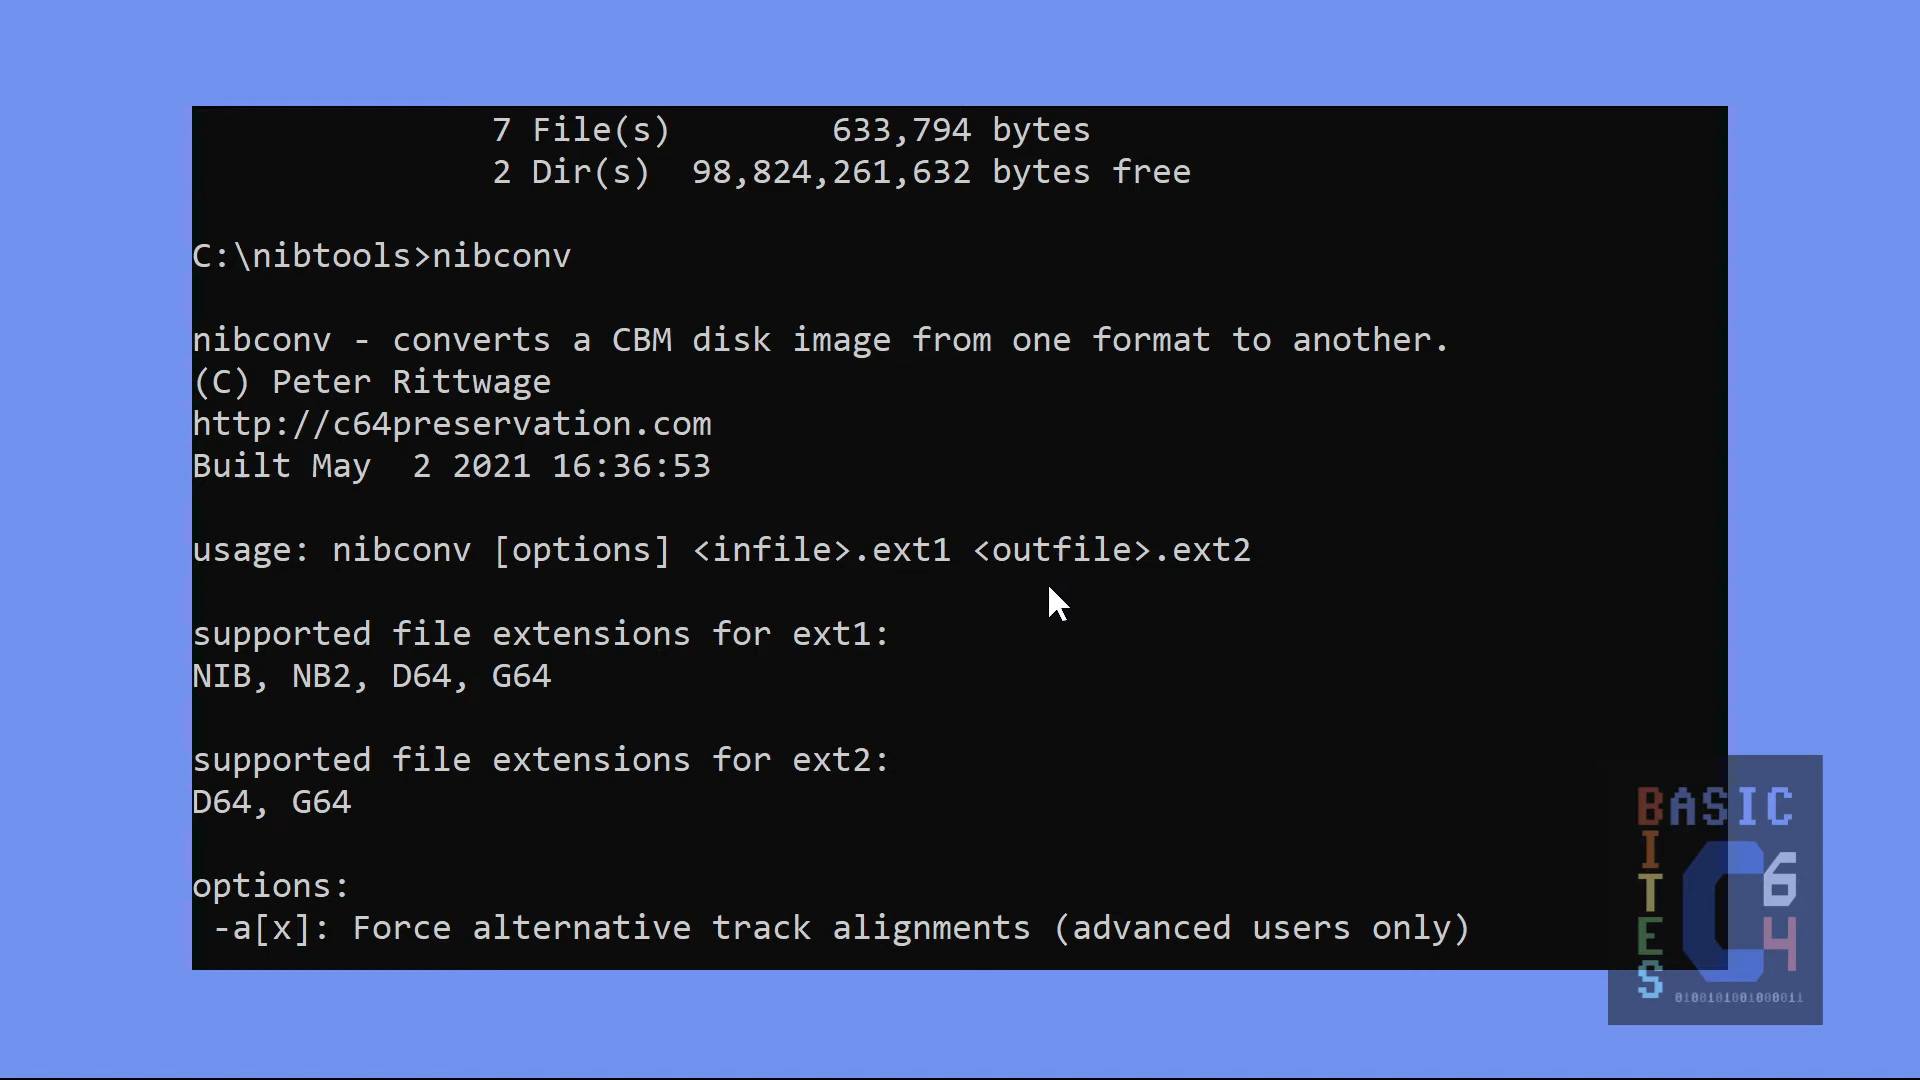 7 File(s) 633,794 bytes
2 Dir(s) 98,824,261,632 bytes free
C:\nibtools>nibconv
nibconv - converts a CBM disk image from one format to another.
(C) Peter Rittwage
http://c64preservation.com
Built May  2 2021 16:36:53
usage: nibconv [options] <infile>.ext1 <outfile>.ext2
supported file extensions for ext1:
NIB, NB2, D64, G64
supported file extensions for ext2:
D64, G64
options:
-a[x]: Force alternative track alignments (advanced users only)
BASIC
BITES
C64
0100101001000011